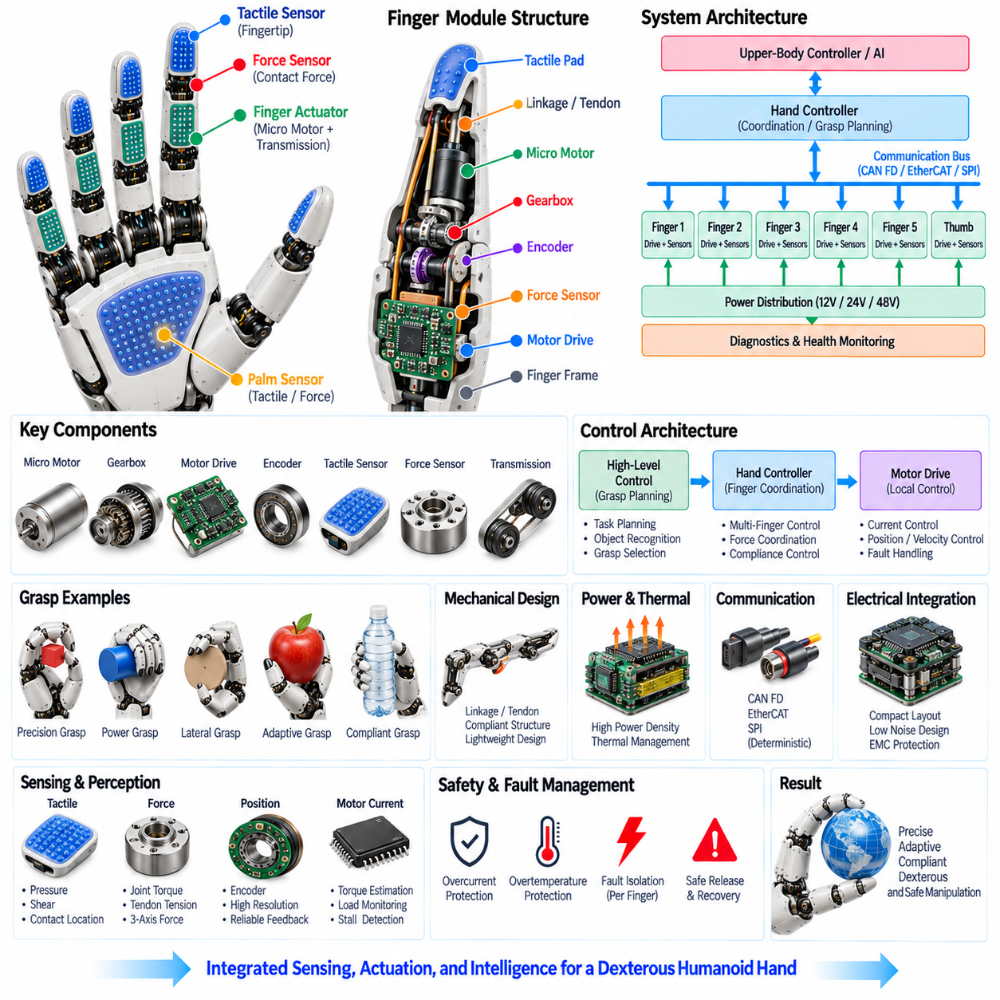 Tactile Sensor
(Fingertip)
Force Sensor
(Contact Force)
Finger Actuator
(Micro Motor +
Transmission)
Palm Sensor
(Tactile / Force)
Finger Module Structure
Tactile Pad
Linkage / Tendon
Micro Motor
Gearbox
Encoder
Force Sensor
Motor Drive
Finger Frame
System Architecture
Upper-Body Controller / AI
Hand Controller
(Coordination / Grasp Planning)
Communication Bus
(CAN FD / EtherCAT / SPI)
Finger 1
Drive + Sensors
Finger 2
Drive + Sensors
Finger 3
Drive + Sensors
Finger 4
Drive + Sensors
Finger 5
Drive + Sensors
Thumb
Drive + Sensors
Power Distribution (12V / 24V / 48V)
Diagnostics & Health Monitoring
Key Components
Micro Motor
Gearbox
Motor Drive
Encoder
Tactile Sensor
Force Sensor
Transmission
Control Architecture
High-Level
Control
(Grasp Planning)
• Task Planning
• Object Recognition
• Grasp Selection
Hand Controller
(Finger Coordination)
• Multi-Finger Control
• Force Coordination
• Compliance Control
Motor Drive
(Local Control)
• Current Control
• Position / Velocity Control
• Fault Handling
Grasp Examples
Precision Grasp
Power Grasp
Lateral Grasp
Adaptive Grasp
Compliant Grasp
Mechanical Design
Linkage / Tendon
Compliant Structure
Lightweight Design
Power & Thermal
High Power Density
Thermal Management
Communication
CAN FD
EtherCAT
SPI
(Deterministic)
Electrical Integration
Compact Layout
Low Noise Design
EMC Protection
Sensing & Perception
Tactile
• Pressure
• Shear
• Contact Location
Force
• Joint Torque
• Tendon Tension
• 3-Axis Force
Position
• Encoder
• High Resolution
• Reliable Feedback
Motor Current
• Torque Estimation
• Load Monitoring
• Stall Detection
Safety & Fault Management
Overcurrent
Protection
Overtemperature
Protection
Fault Isolation
(Per Finger)
Safe Release
& Recovery
Result
Precise
Adaptive
Compliant
Dexterous
and Safe Manipulation
Integrated Sensing, Actuation, and Intelligence for a Dexterous Humanoid Hand